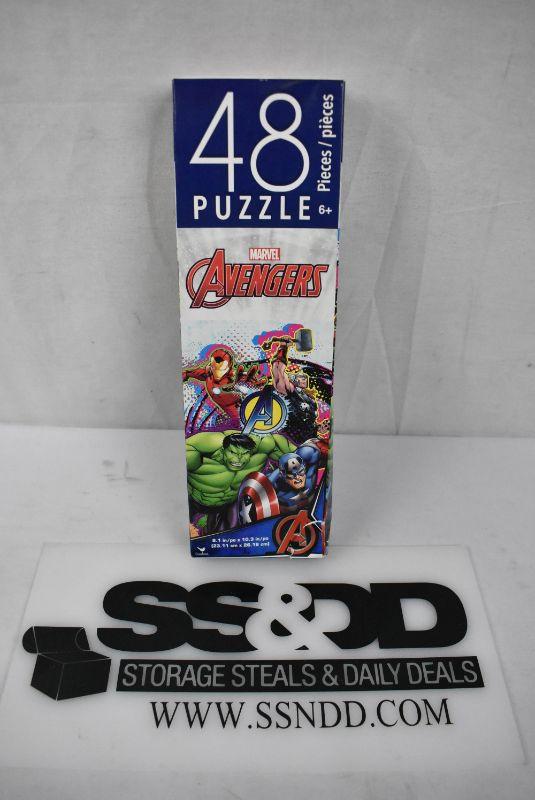 48
PUZZLE
Pieces / pièces
6+
MARVEL
AVENGERS
9.1 in/po x 10.3 in/po
(23.11 cm x 26.16 cm)
SS&DD
STORAGE STEALS & DAILY DEALS
WWW.SSNDD.COM